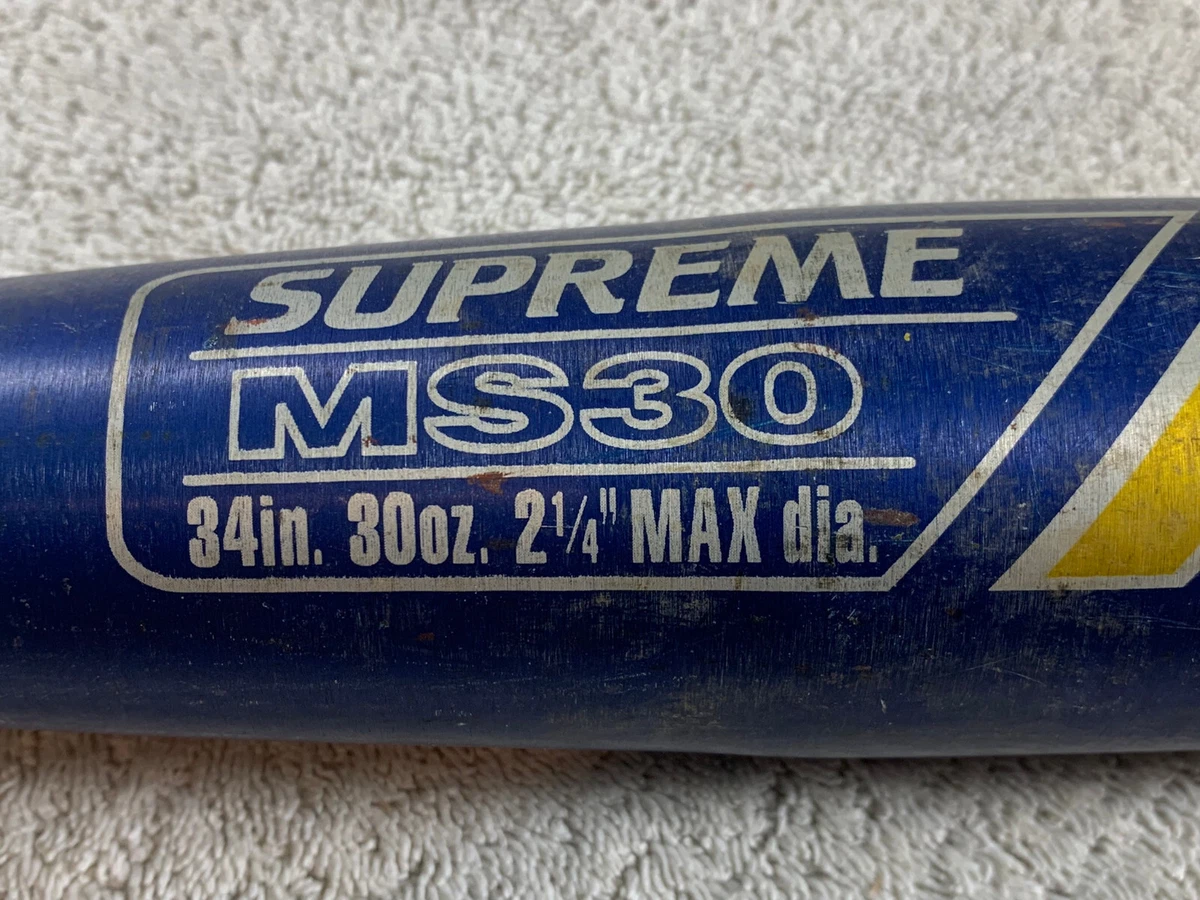 SUPREME
MS30
34in. 30oz. 2¼" MAX dia.